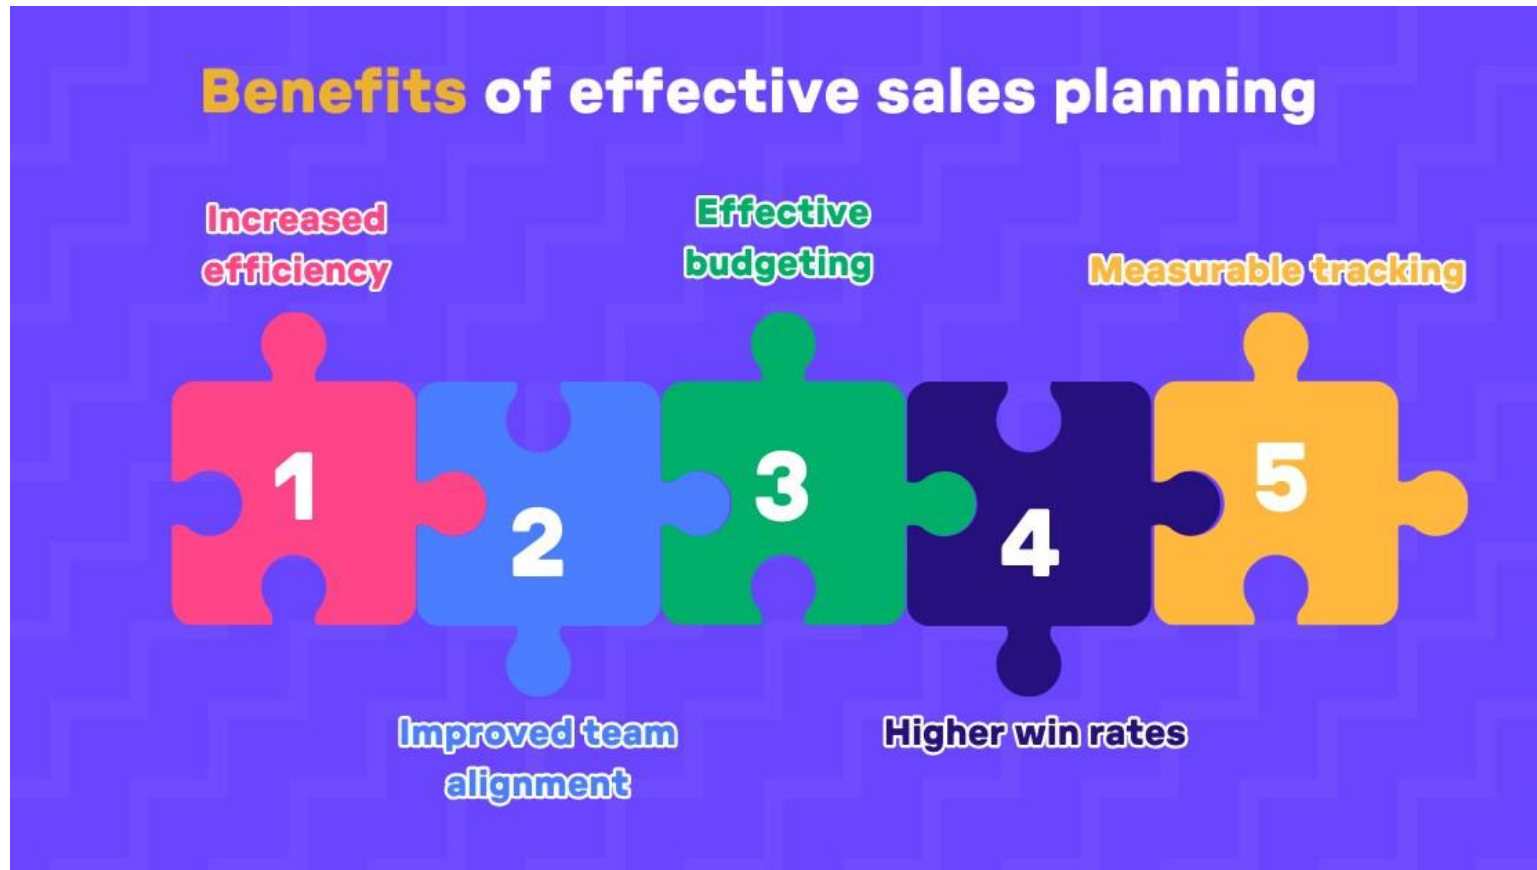 Benefits of effective sales planning
Increased
efficiency
Effective
budgeting
Measurable tracking
1
2
3
4
5
Improved team
alignment
Higher win rates